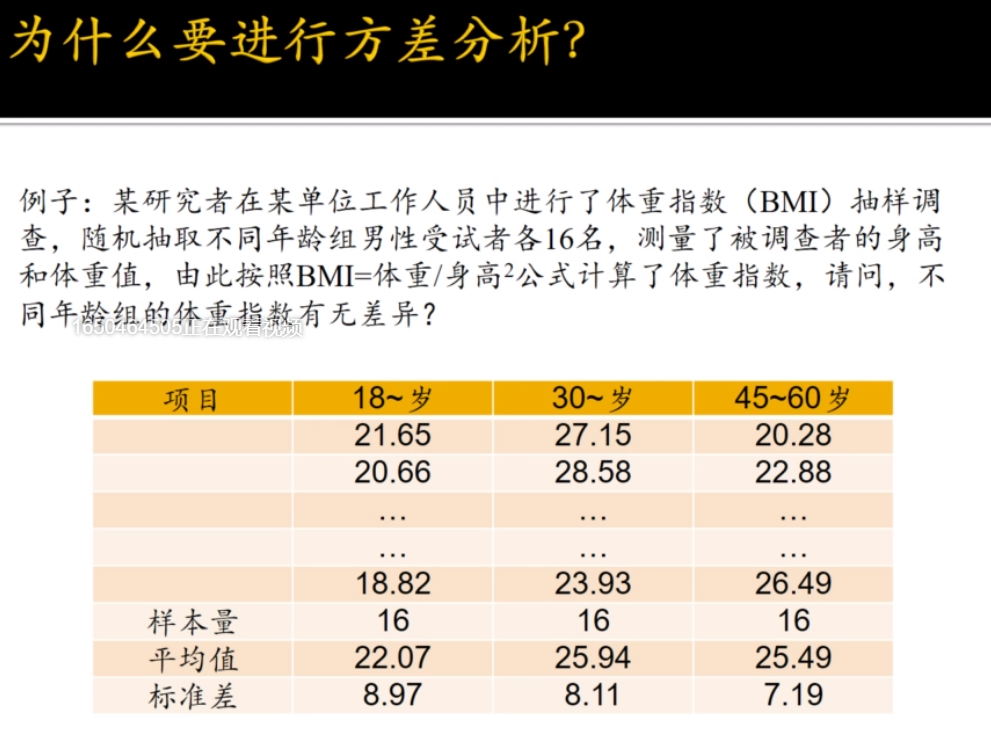 为什么要进行方差分析?
例子：某研究者在某单位工作人员中进行了体重指数（BMI）抽样调
查，随机抽取不同年龄组男性受试者各16名，测量了被调查者的身高
和体重值，由此按照BMI=体重/身高²公式计算了体重指数，请问，不
同年龄组的体重指数有无差异？
1650464505正在观看视频
项目 18~岁 30~岁 45~60岁
21.65 27.15 20.28
20.66 28.58 22.88
… … …
… … …
18.82 23.93 26.49
样本量 16 16 16
平均值 22.07 25.94 25.49
标准差 8.97 8.11 7.19